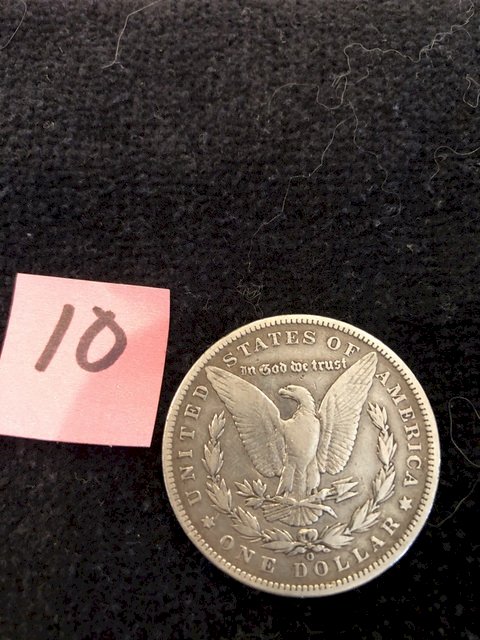 10
UNITED STATES OF AMERICA
In God we trust
O
ONE DOLLAR